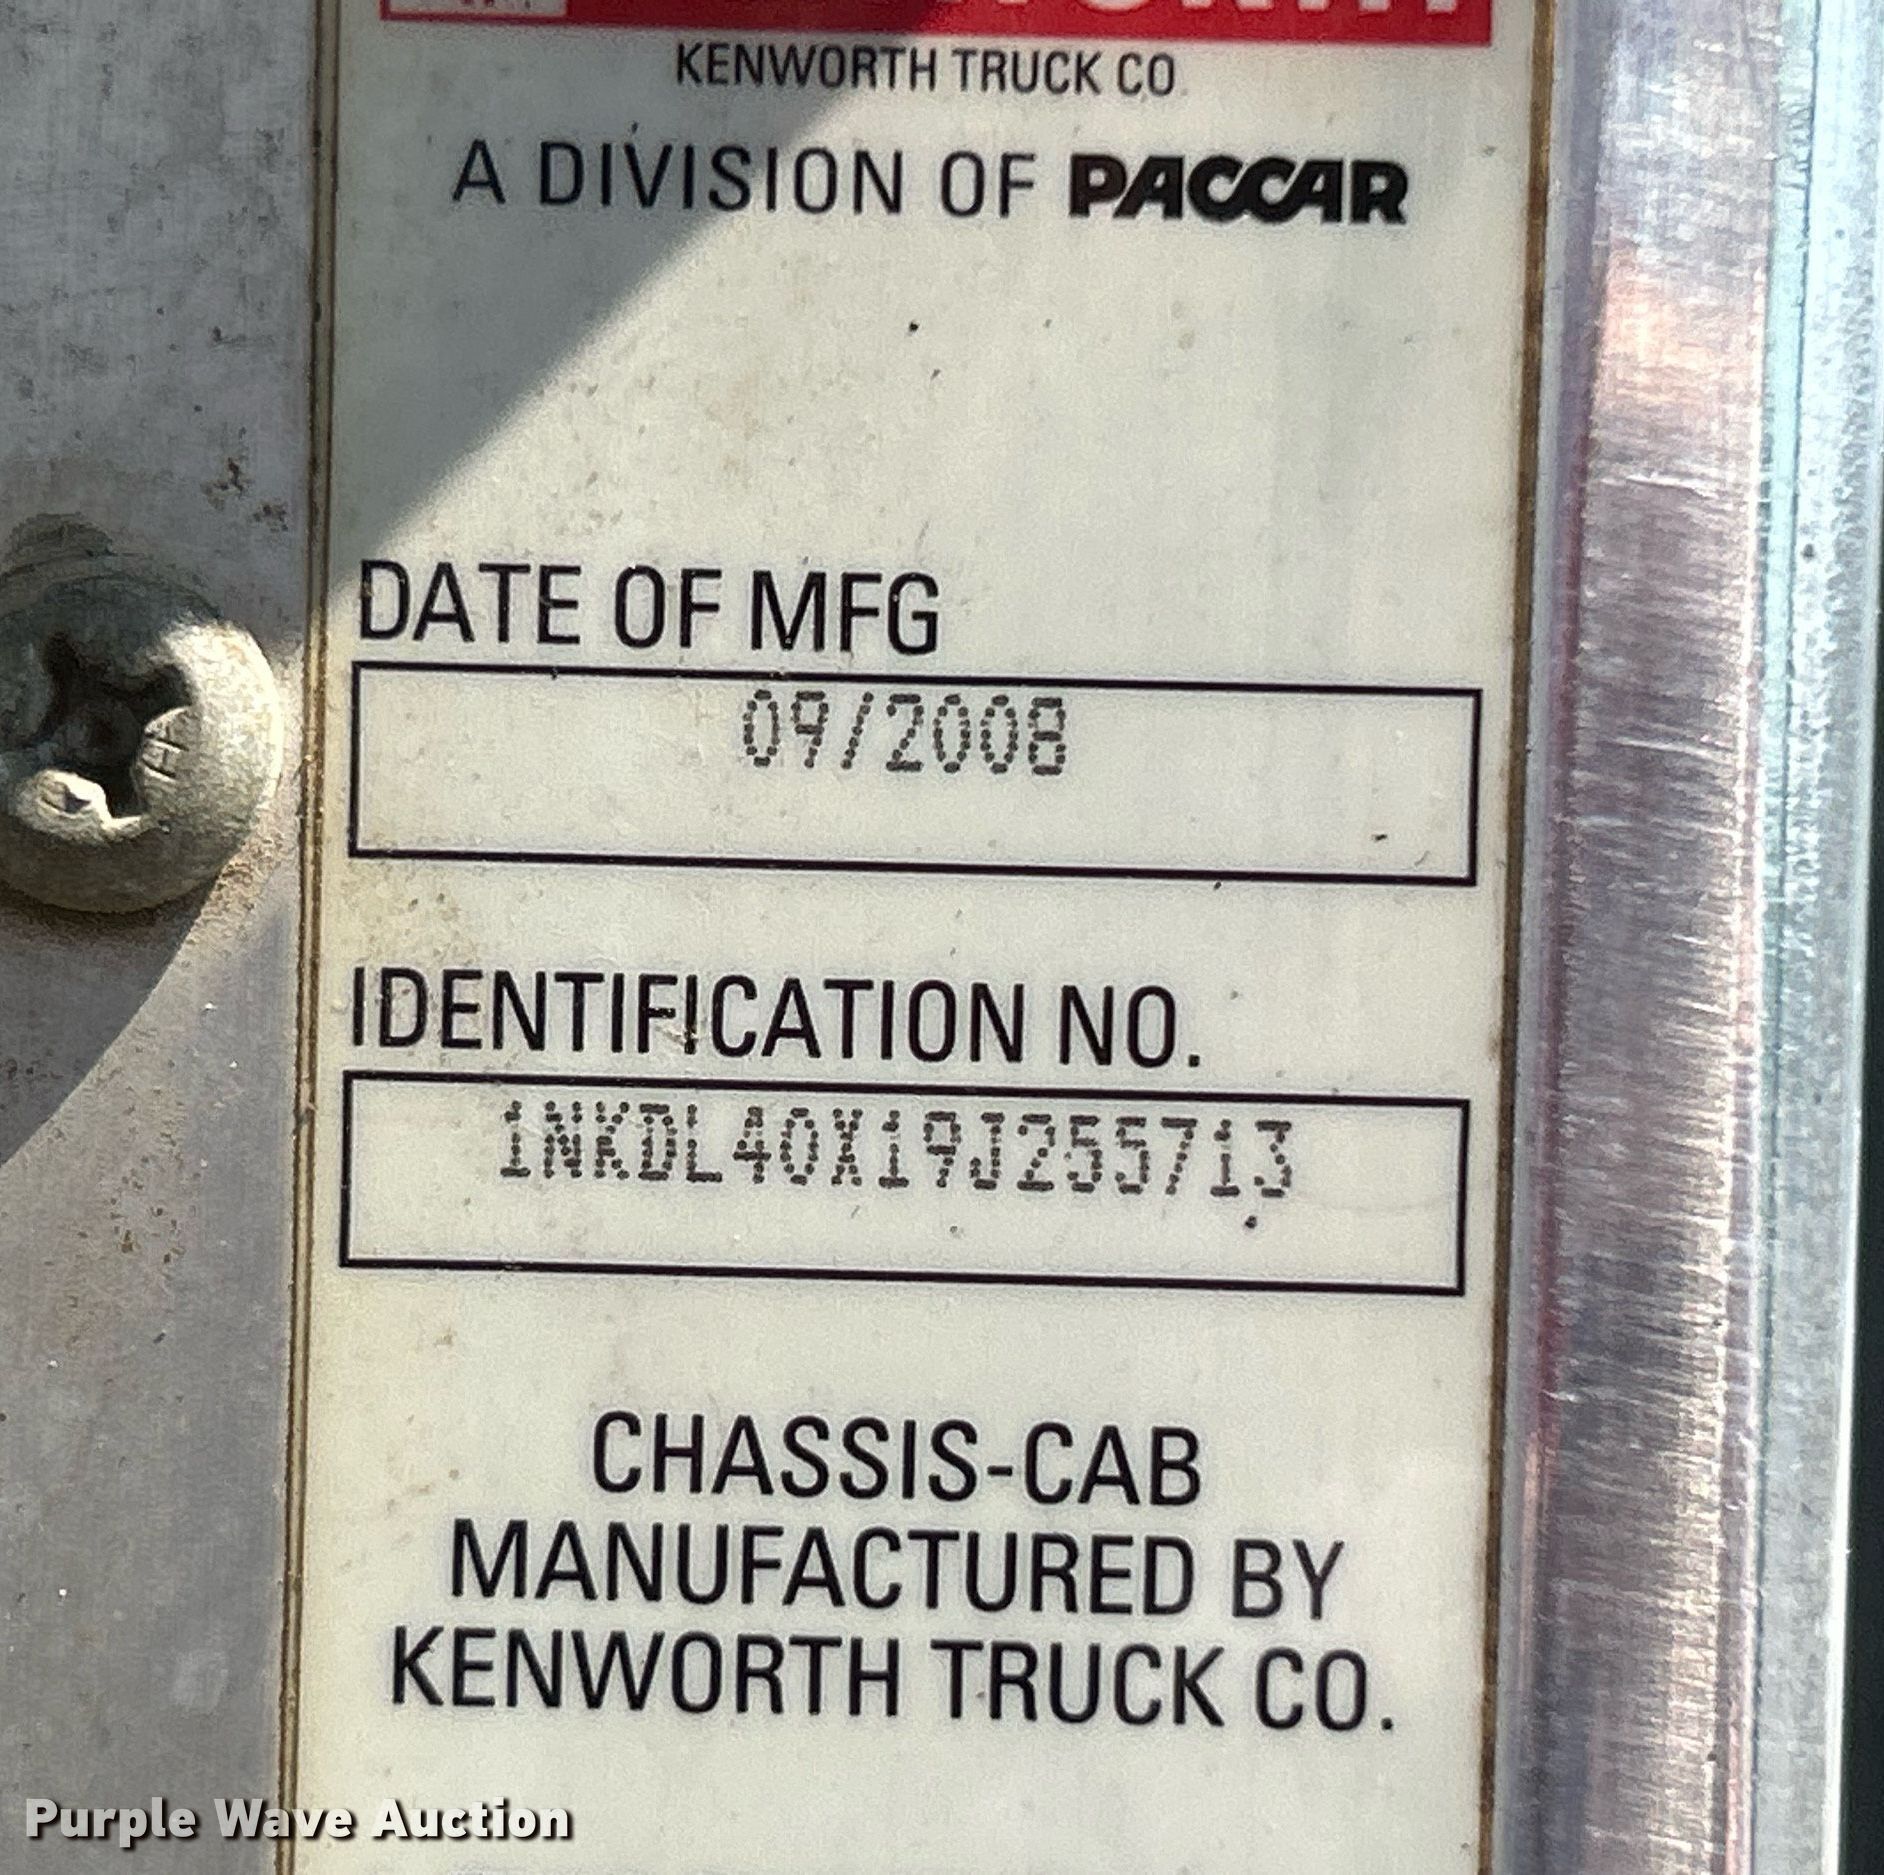 KENWORTH TRUCK CO.
A DIVISION OF PACCAR
DATE OF MFG
09/2008
IDENTIFICATION NO.
1NKDL40X19J255713
CHASSIS-CAB
MANUFACTURED BY
KENWORTH TRUCK CO.
Purple Wave Auction